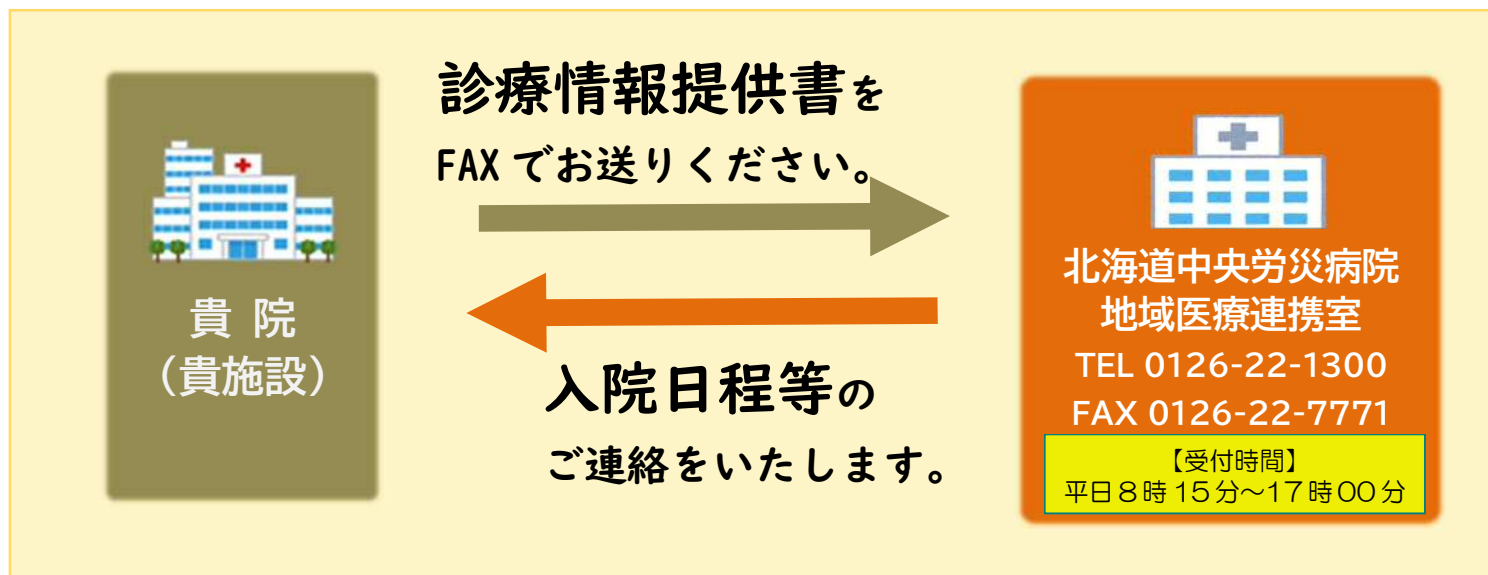 診療情報提供書を
FAX でお送りください。
貴 院
（貴施設）
入院日程等の
ご連絡をいたします。
北海道中央労災病院
地域医療連携室
TEL 0126-22-1300
FAX 0126-22-7771
【受付時間】
平日８時 15分～17時00分